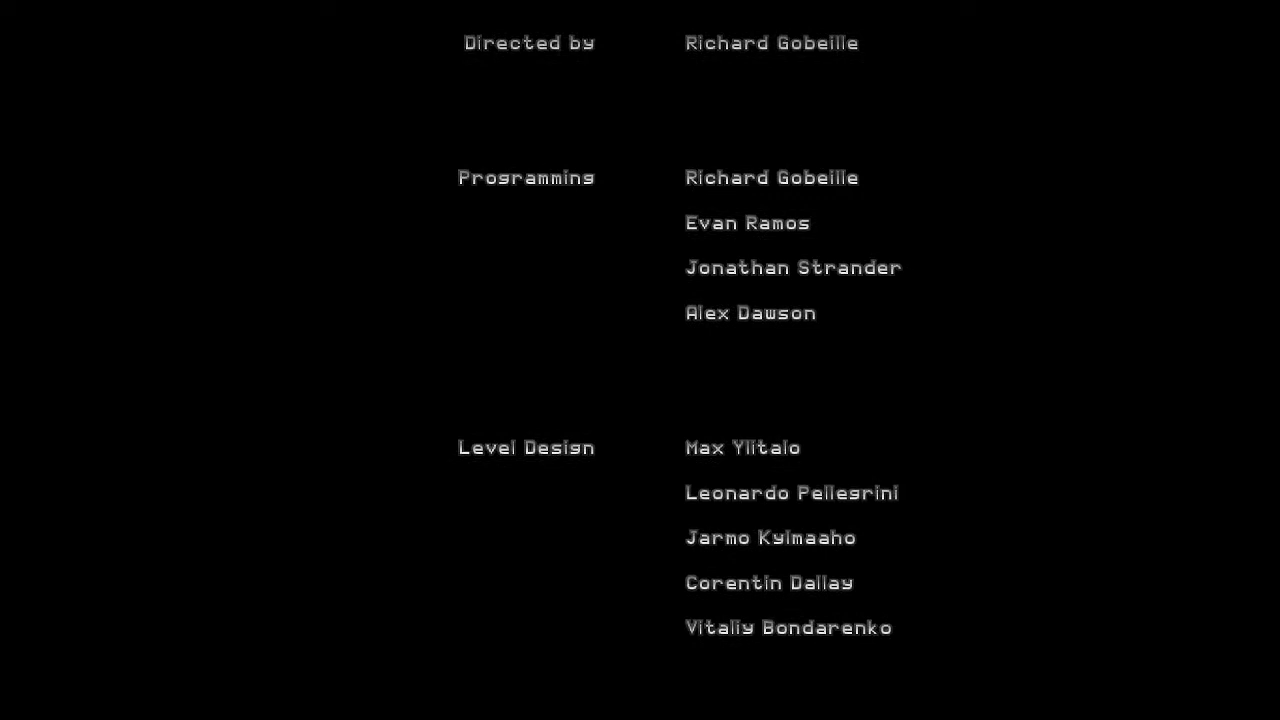 Directed by Richard Gobeille
Programming Richard Gobeille
Evan Ramos
Jonathan Strander
Alex Dawson
Level Design Max Ylitalo
Leonardo Pellegrini
Jarmo Kylmaaho
Corentin Dallay
Vitaliy Bondarenko